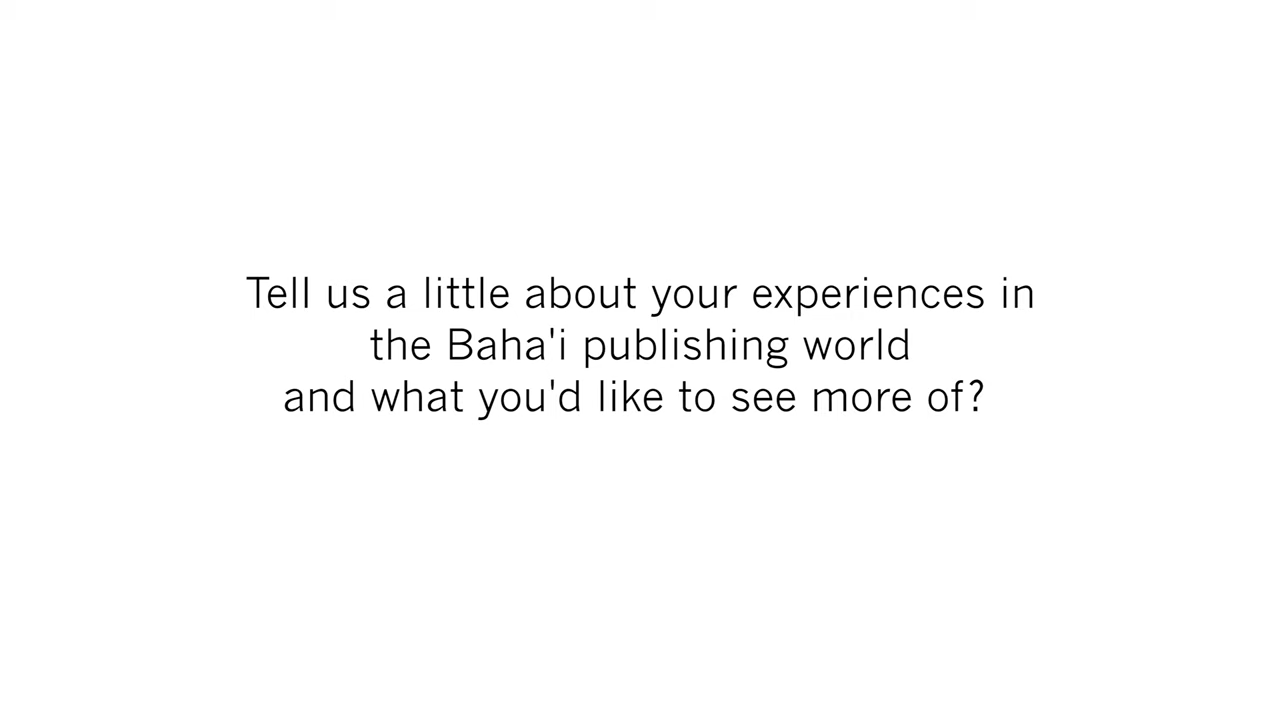 Tell us a little about your experiences in
the Baha'i publishing world
and what you'd like to see more of?